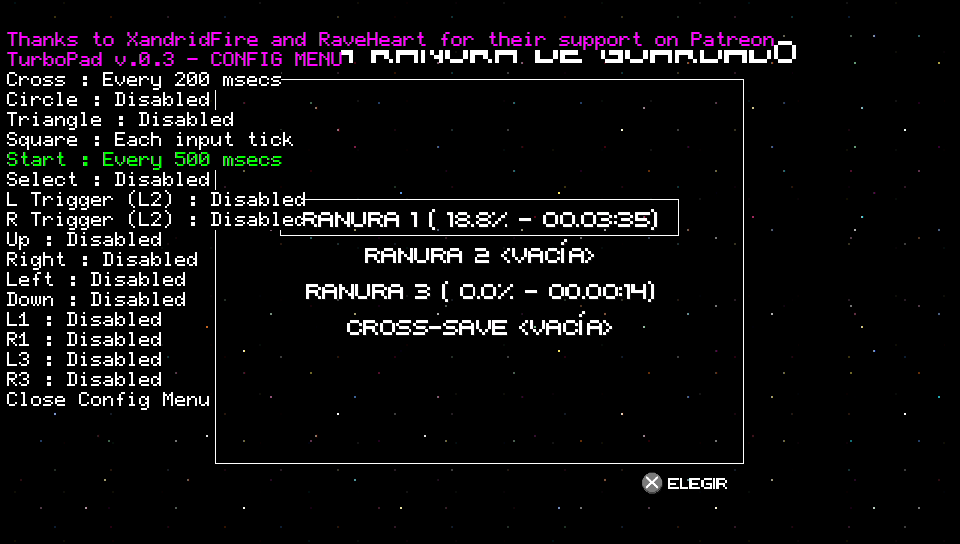 Thanks to XandridFire and RaveHeart for their support on Patreon
TurboPad v.0.3 - CONFIG MENU
RANURA DE GUARDADO
Cross : Every 200 msecs
Circle : Disabled
Triangle : Disabled
Square : Each input tick
Start : Every 500 msecs
Select : Disabled
L Trigger (L2) : Disabled
R Trigger (L2) : Disabled
Up : Disabled
Right : Disabled
Left : Disabled
Down : Disabled
L1 : Disabled
R1 : Disabled
L3 : Disabled
R3 : Disabled
Close Config Menu
RANURA 1 ( 18.8% - 00.03:35)
RANURA 2 <VACÍA>
RANURA 3 ( 0.0% - 00.00:14)
CROSS-SAVE <VACÍA>
ELEGIR